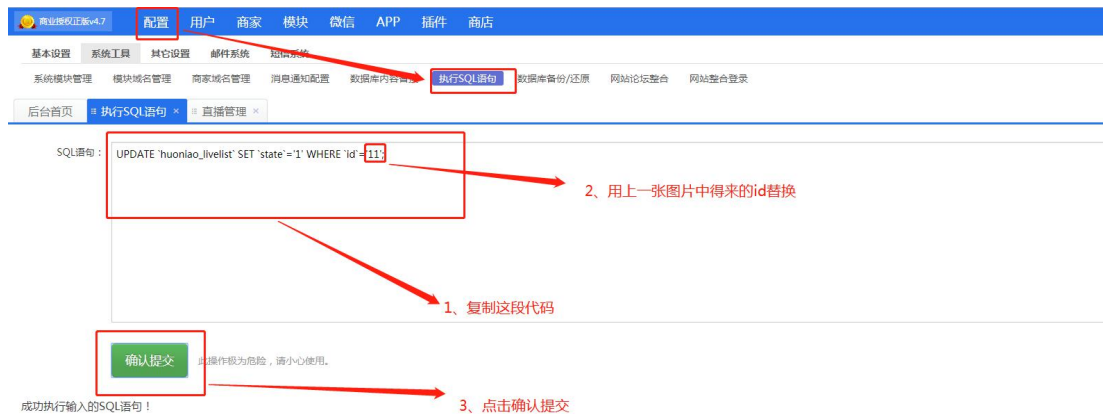 商业授权正版v4.7 配置 用户 商家 模块 微信 APP 插件 商店
基本设置 系统工具 其它设置 邮件系统 短信系统
系统模块管理 模块域名管理 商家域名管理 消息通知配置 数据库内容替换 执行SQL语句 数据库备份/还原 网站论坛整合 网站整合登录
后台首页 执行SQL语句 × 直播管理 ×
SQL语句：
UPDATE `huoniao_livelist` SET `state`='1' WHERE `id`='11';
2、用上一张图片中得来的id替换
1、复制这段代码
确认提交 此操作极为危险，请小心使用。
3、点击确认提交
成功执行输入的SQL语句！